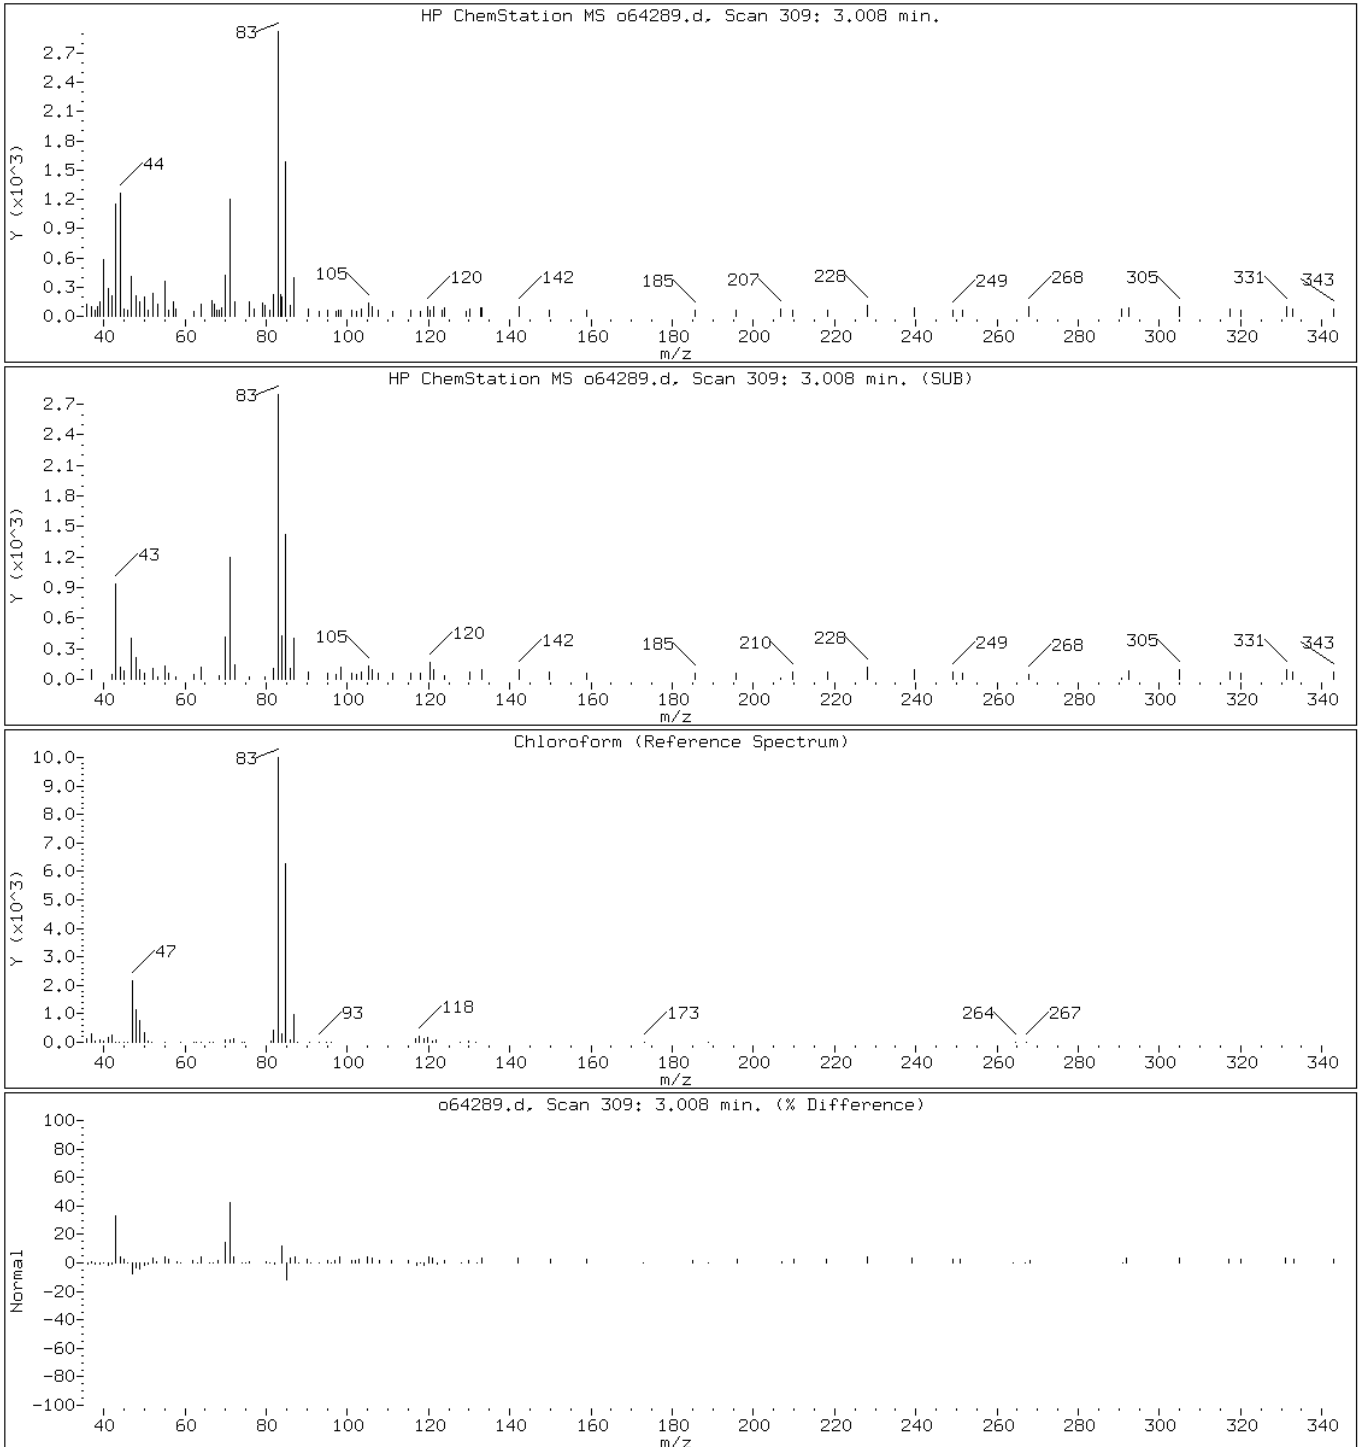 HP ChemStation MS o64289.d, Scan 309: 3.008 min.
83
2.7-
2.4-
2.1-
1.8-
1.5-
1.2-
0.9-
0.6-
0.3-
0.0-
Y (x10^3)
44
105 120 142 185 207 228 249 268 305 331 343
40 60 80 100 120 140 160 180 200 220 240 260 280 300 320 340
m/z
HP ChemStation MS o64289.d, Scan 309: 3.008 min. (SUB)
83
2.7-
2.4-
2.1-
1.8-
1.5-
1.2-
0.9-
0.6-
0.3-
0.0-
Y (x10^3)
43
105 120 142 185 210 228 249 268 305 331 343
40 60 80 100 120 140 160 180 200 220 240 260 280 300 320 340
m/z
Chloroform (Reference Spectrum)
83
10.0-
9.0-
8.0-
7.0-
6.0-
5.0-
4.0-
3.0-
2.0-
1.0-
0.0-
Y (x10^3)
47
93 118 173 264 267
40 60 80 100 120 140 160 180 200 220 240 260 280 300 320 340
m/z
o64289.d, Scan 309: 3.008 min. (% Difference)
100-
80-
60-
40-
20-
0-
-20-
-40-
-60-
-80-
-100-
Normal
40 60 80 100 120 140 160 180 200 220 240 260 280 300 320 340
m/z